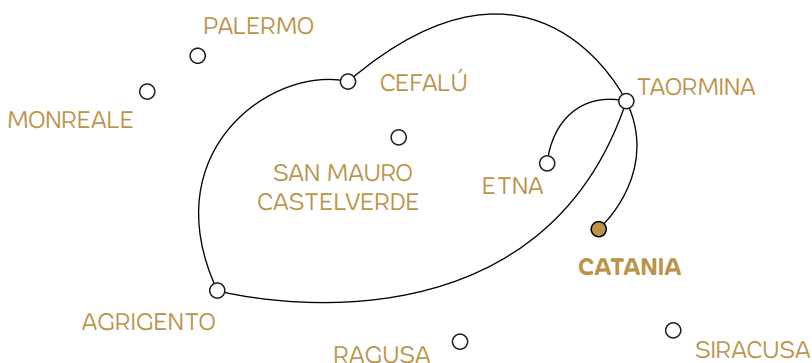 PALERMO
CEFALÚ
TAORMINA
MONREALE
SAN MAURO
CASTELVERDE
ETNA
CATANIA
AGRIGENTO
RAGUSA
SIRACUSA